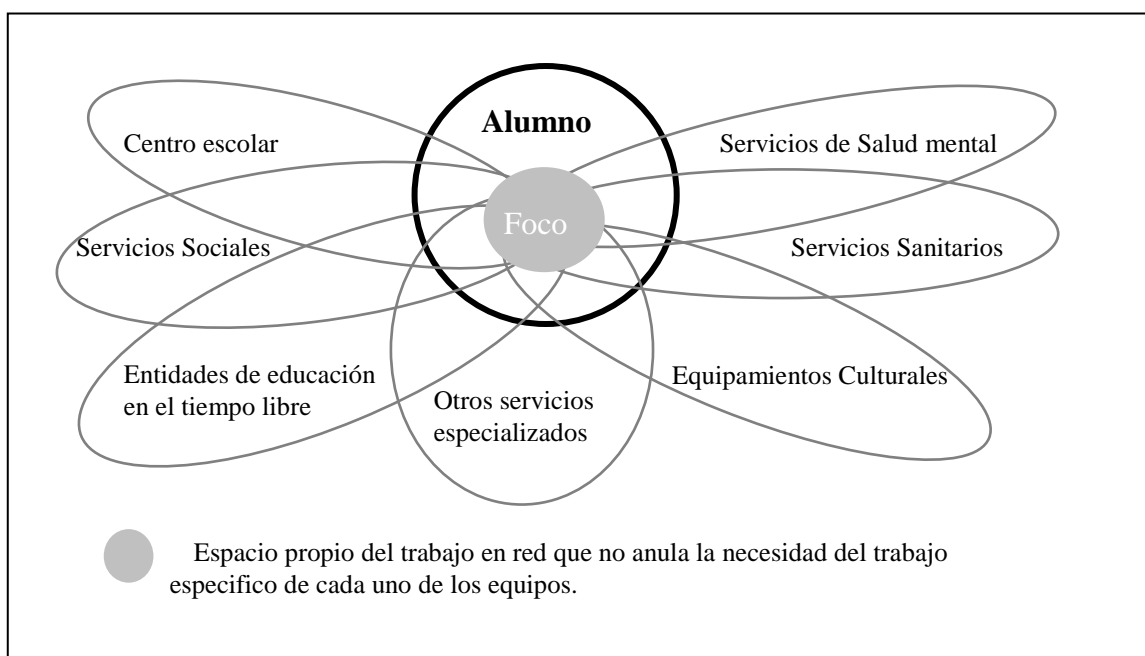 Alumno
Centro escolar
Servicios de Salud mental
Foco
Servicios Sociales
Servicios Sanitarios
Entidades de educación
en el tiempo libre
Equipamientos Culturales
Otros servicios
especializados
Espacio propio del trabajo en red que no anula la necesidad del trabajo
especifico de cada uno de los equipos.